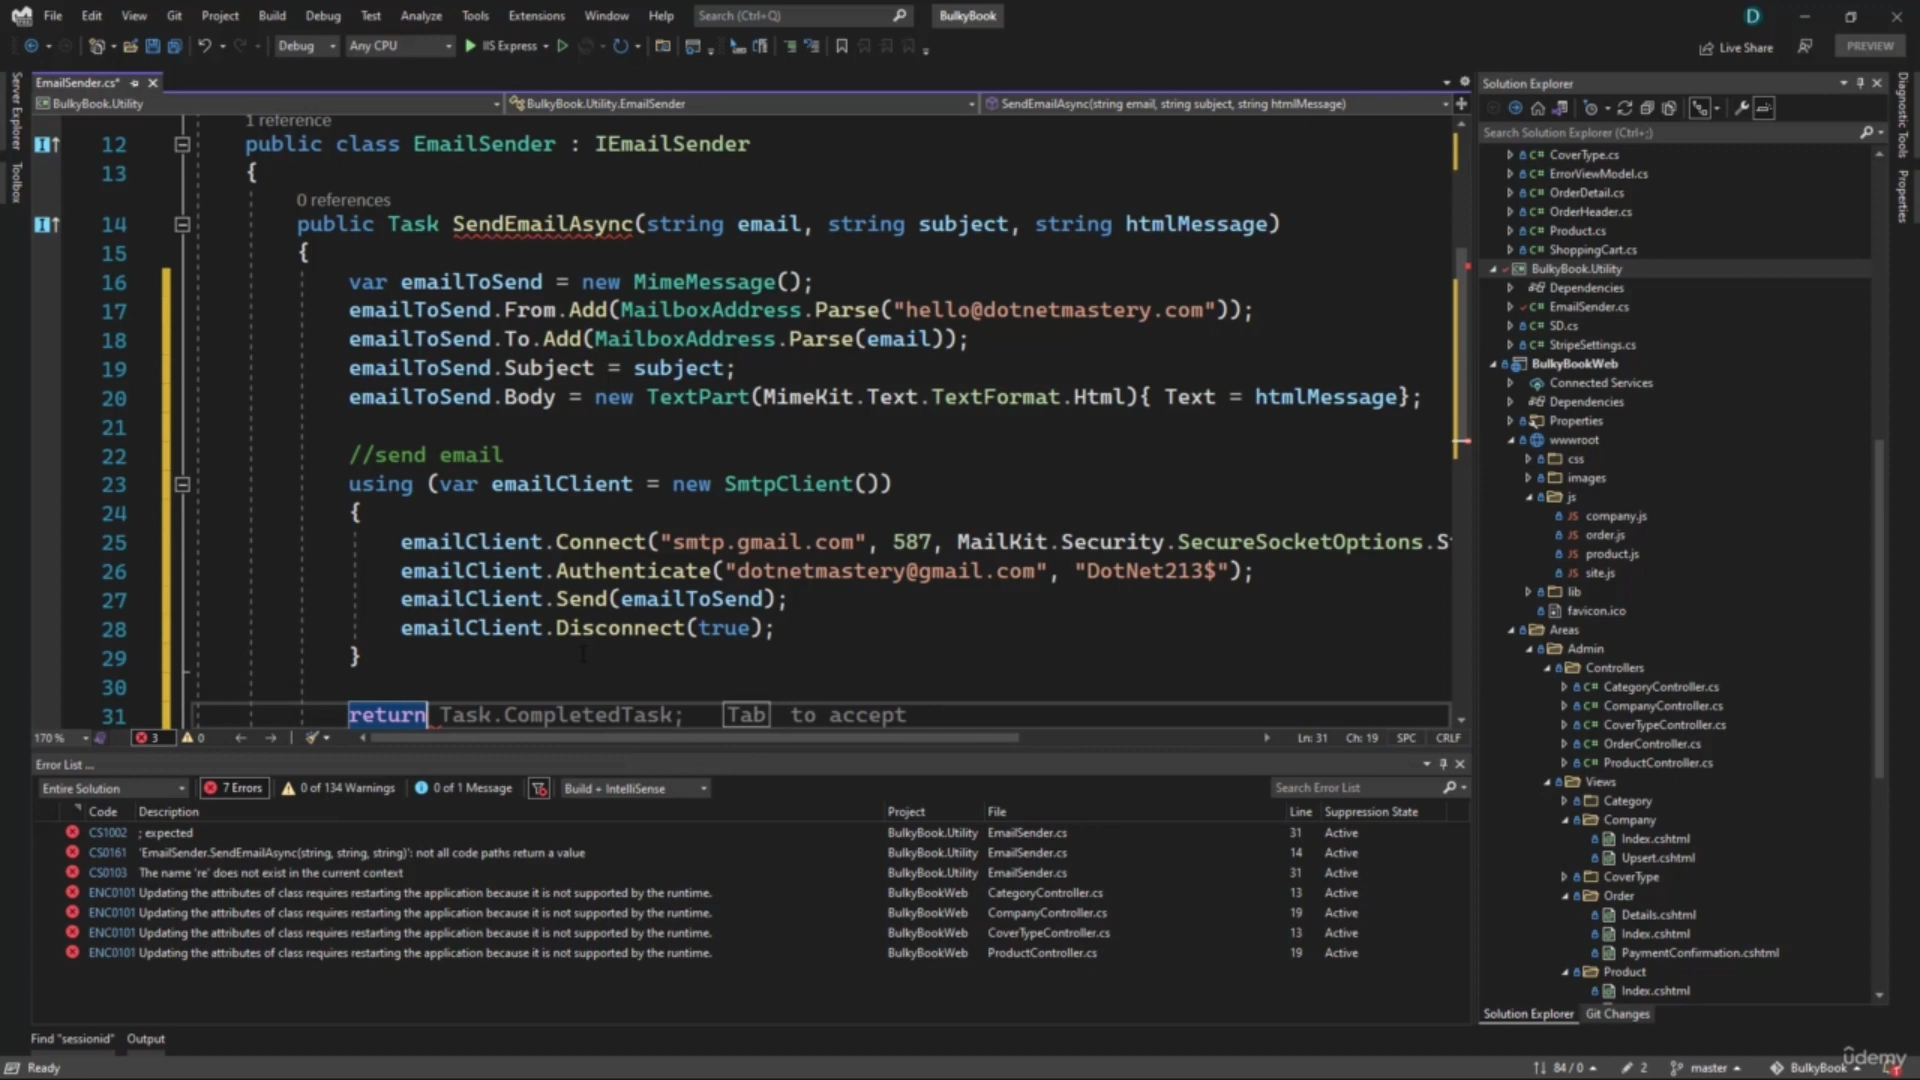 File Edit View Git Project Build Debug Test Analyze Tools Extensions Window Help Search (Ctrl+Q) BulkyBook D
Debug Any CPU IIS Express Live Share PREVIEW
EmailSender.cs*
BulkyBook.Utility BulkyBook.Utility.EmailSender SendEmailAsync(string email, string subject, string htmlMessage)
Server Explorer
Toolbox
1 reference
12 public class EmailSender : IEmailSender
13 {
0 references
14 public Task SendEmailAsync(string email, string subject, string htmlMessage)
15 {
16 var emailToSend = new MimeMessage();
17 emailToSend.From.Add(MailboxAddress.Parse("hello@dotnetmastery.com"));
18 emailToSend.To.Add(MailboxAddress.Parse(email));
19 emailToSend.Subject = subject;
20 emailToSend.Body = new TextPart(MimeKit.Text.TextFormat.Html){ Text = htmlMessage};
21
22 //send email
23 using (var emailClient = new SmtpClient())
24 {
25 emailClient.Connect("smtp.gmail.com", 587, MailKit.Security.SecureSocketOptions.S
26 emailClient.Authenticate("dotnetmastery@gmail.com", "DotNet213$");
27 emailClient.Send(emailToSend);
28 emailClient.Disconnect(true);
29 }
30
31 return Task.CompletedTask; Tab to accept
170 % 3 0 Ln: 31 Ch: 19 SPC CRLF
Error List ...
Entire Solution 7 Errors 0 of 134 Warnings 0 of 1 Message Build + IntelliSense Search Error List
Code Description Project File Line Suppression State
CS1002 ; expected BulkyBook.Utility EmailSender.cs 31 Active
CS0161 'EmailSender.SendEmailAsync(string, string, string)': not all code paths return a value BulkyBook.Utility EmailSender.cs 14 Active
CS0103 The name 're' does not exist in the current context BulkyBook.Utility EmailSender.cs 31 Active
ENC0101 Updating the attributes of class requires restarting the application because it is not supported by the runtime. BulkyBookWeb CategoryController.cs 13 Active
ENC0101 Updating the attributes of class requires restarting the application because it is not supported by the runtime. BulkyBookWeb CompanyController.cs 19 Active
ENC0101 Updating the attributes of class requires restarting the application because it is not supported by the runtime. BulkyBookWeb CoverTypeController.cs 13 Active
ENC0101 Updating the attributes of class requires restarting the application because it is not supported by the runtime. BulkyBookWeb ProductController.cs 19 Active
Find "sessionid" Output
Solution Explorer
Search Solution Explorer (Ctrl+;)
C# CoverType.cs
C# ErrorViewModel.cs
C# OrderDetail.cs
C# OrderHeader.cs
C# Product.cs
C# ShoppingCart.cs
BulkyBook.Utility
Dependencies
C# EmailSender.cs
C# SD.cs
C# StripeSettings.cs
BulkyBookWeb
Connected Services
Dependencies
Properties
wwwroot
css
images
js
JS company.js
JS order.js
JS product.js
JS site.js
lib
favicon.ico
Areas
Admin
Controllers
C# CategoryController.cs
C# CompanyController.cs
C# CoverTypeController.cs
C# OrderController.cs
C# ProductController.cs
Views
Category
Company
Index.cshtml
Upsert.cshtml
CoverType
Order
Details.cshtml
Index.cshtml
PaymentConfirmation.cshtml
Product
Index.cshtml
Solution Explorer Git Changes
Diagnostic Tools
Properties
Ready 84 / 0 2 master BulkyBook
ûdemy